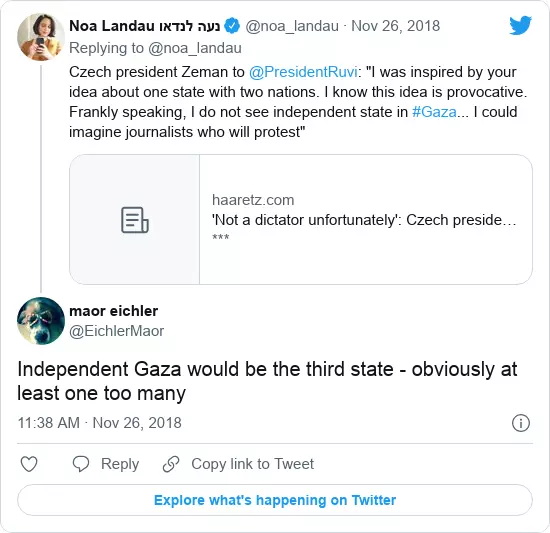 Noa Landau נעה לנדאו @noa_landau · Nov 26, 2018
Replying to @noa_landau
Czech president Zeman to @PresidentRuvi: "I was inspired by your
idea about one state with two nations. I know this idea is provocative.
Frankly speaking, I do not see independent state in #Gaza... I could
imagine journalists who will protest"
haaretz.com
'Not a dictator unfortunately': Czech preside…
***
maor eichler
@EichlerMaor
Independent Gaza would be the third state - obviously at
least one too many
11:38 AM · Nov 26, 2018
Reply
Copy link to Tweet
Explore what's happening on Twitter